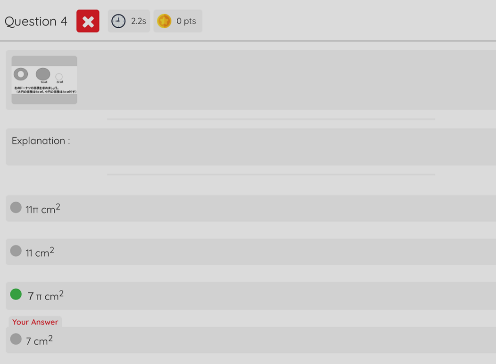 Question 4
2.2s
0 pts
Explanation :
11π cm²
11 cm²
7 π cm²
Your Answer
7 cm²